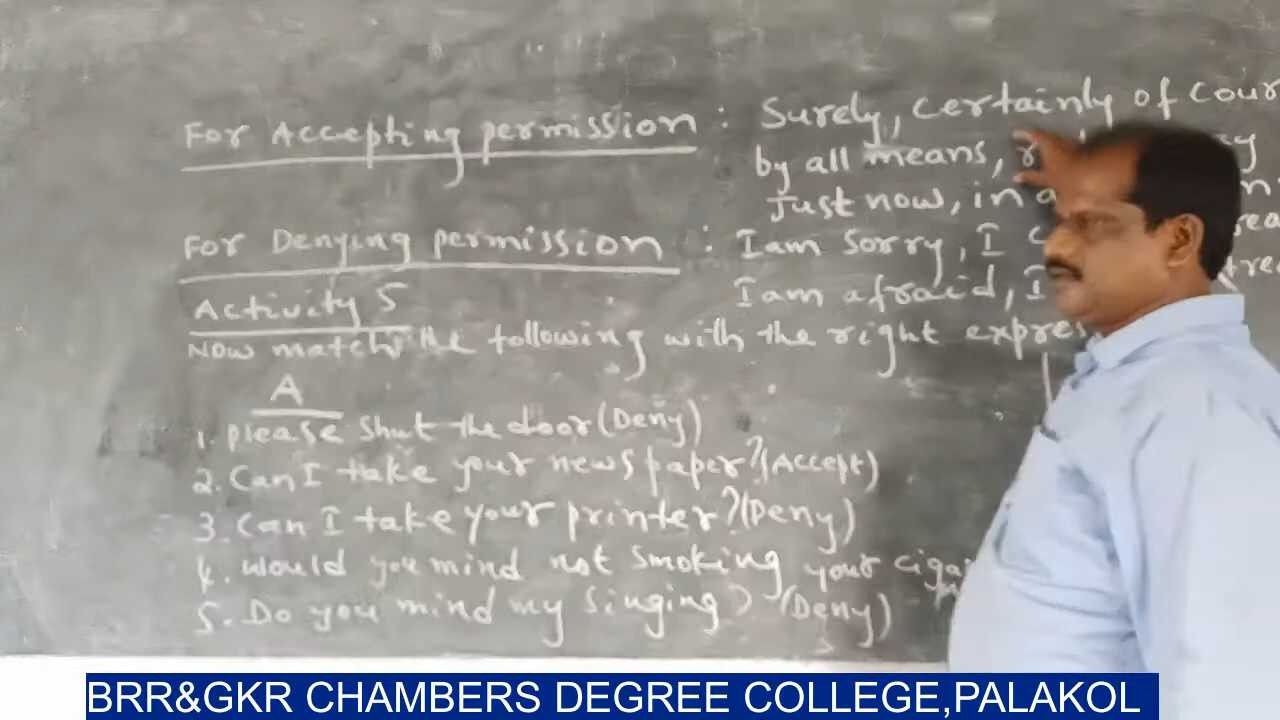 For Accepting permission : Surely, certainly of cour
by all means,
Just now, in a
For Denying permission : I am sorry, I c
I am afraid, I
Activity 5
Now match the following with the right expres
A
1. please shut the door (Deny)
2. Can I take your newspaper? (Accept)
3. Can I take your printer? (Deny)
4. Would you mind not smoking your cigar
5. Do you mind my singing? (Deny)
BRR&GKR CHAMBERS DEGREE COLLEGE,PALAKOL